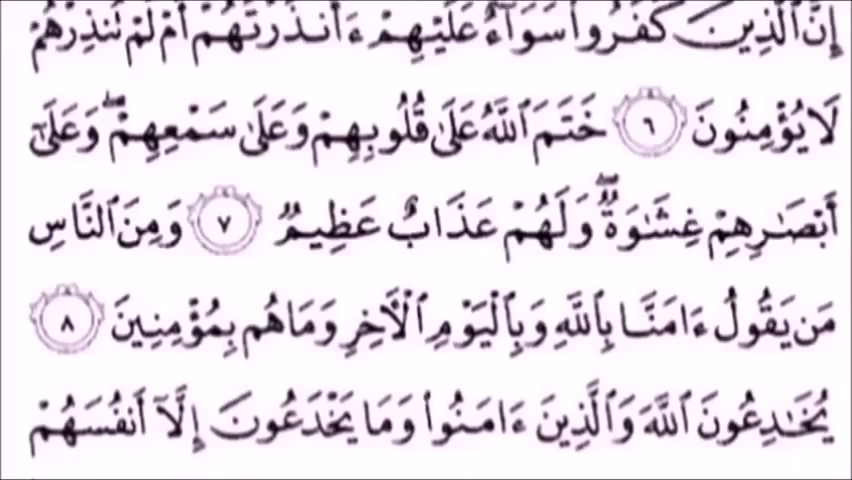 إِنَّ ٱلَّذِينَ كَفَرُوا۟ سَوَآءٌ عَلَيْهِمْ ءَأَنذَرْتَهُمْ أَمْ لَمْ تُنذِرْهُمْ
لَا يُؤْمِنُونَ ٦ خَتَمَ ٱللَّهُ عَلَىٰ قُلُوبِهِمْ وَعَلَىٰ سَمْعِهِمْ ۖ وَعَلَىٰٓ
أَبْصَـٰرِهِمْ غِشَـٰوَةٌ ۖ وَلَهُمْ عَذَابٌ عَظِيمٌ ٧ وَمِنَ ٱلنَّاسِ
مَن يَقُولُ ءَامَنَّا بِٱللَّهِ وَبِٱلْيَوْمِ ٱلْـَٔاخِرِ وَمَا هُم بِمُؤْمِنِينَ ٨
يُخَـٰدِعُونَ ٱللَّهَ وَٱلَّذِينَ ءَامَنُوا۟ وَمَا يَخْدَعُونَ إِلَّآ أَنفُسَهُمْ